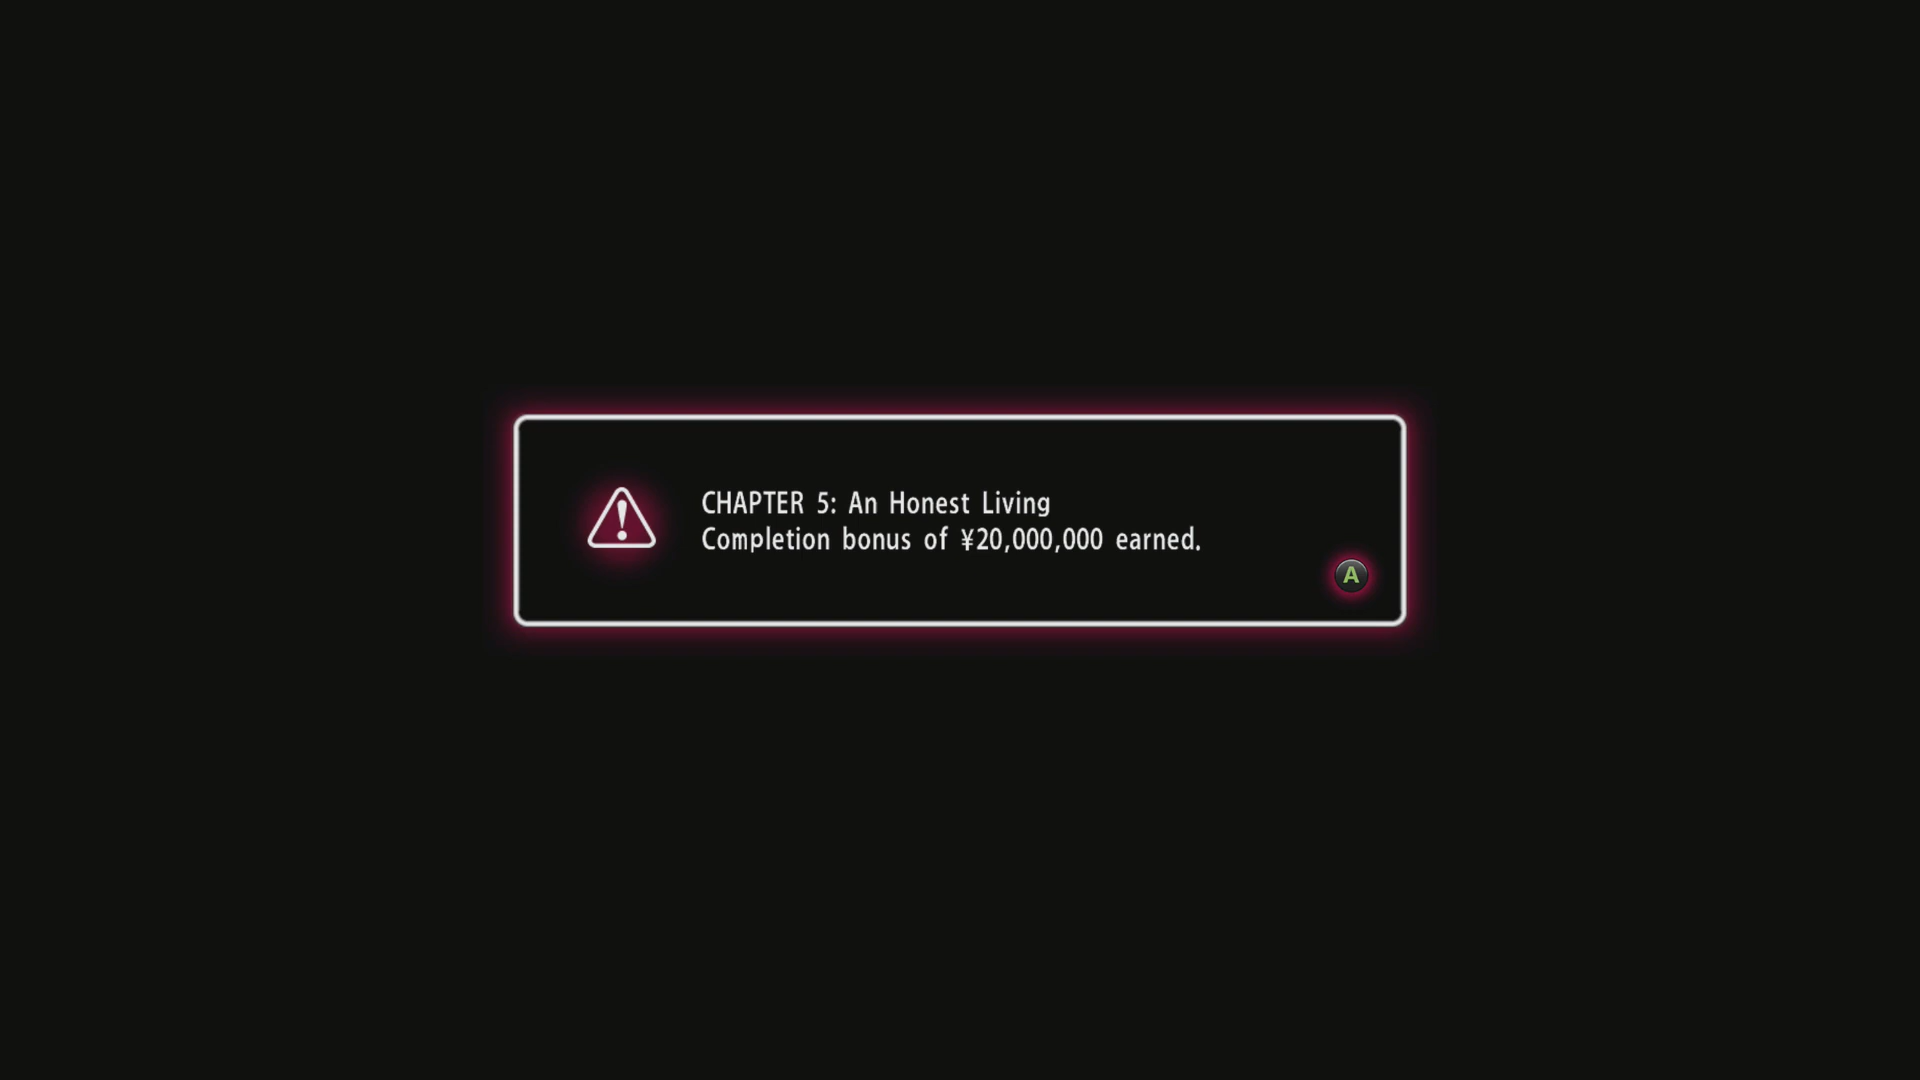 CHAPTER 5: An Honest Living
Completion bonus of ¥20,000,000 earned.
A